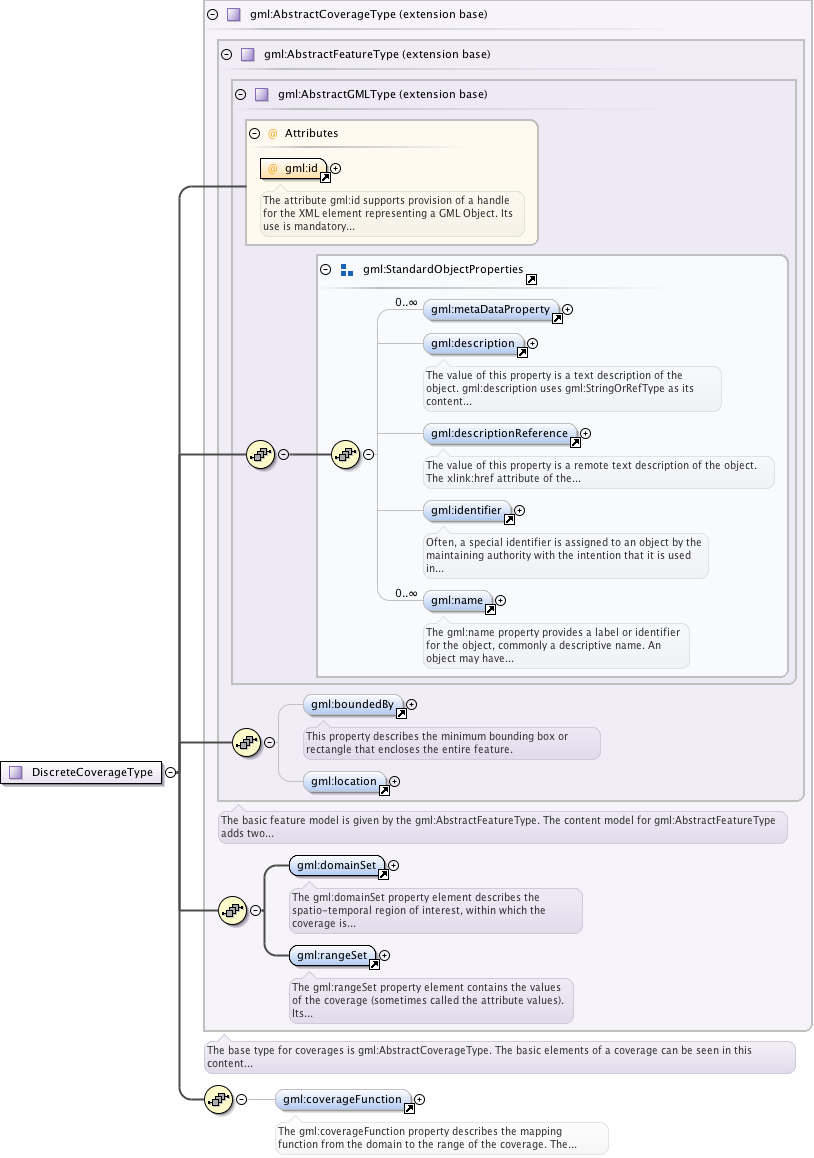 gml:AbstractCoverageType (extension base)
gml:AbstractFeatureType (extension base)
gml:AbstractGMLType (extension base)
@ Attributes
@ gml:id
The attribute gml:id supports provision of a handle
for the XML element representing a GML Object. Its
use is mandatory...
gml:StandardObjectProperties
0..∞
gml:metaDataProperty
gml:description
The value of this property is a text description of the
object. gml:description uses gml:StringOrRefType as its
content...
gml:descriptionReference
The value of this property is a remote text description of the object.
The xlink:href attribute of the...
gml:identifier
Often, a special identifier is assigned to an object by the
maintaining authority with the intention that it is used
in...
0..∞
gml:name
The gml:name property provides a label or identifier
for the object, commonly a descriptive name. An
object may have...
gml:boundedBy
This property describes the minimum bounding box or
rectangle that encloses the entire feature.
gml:location
DiscreteCoverageType
The basic feature model is given by the gml:AbstractFeatureType. The content model for gml:AbstractFeatureType
adds two...
gml:domainSet
The gml:domainSet property element describes the
spatio-temporal region of interest, within which the
coverage is...
gml:rangeSet
The gml:rangeSet property element contains the values
of the coverage (sometimes called the attribute values).
Its...
The base type for coverages is gml:AbstractCoverageType. The basic elements of a coverage can be seen in this
content...
gml:coverageFunction
The gml:coverageFunction property describes the mapping
function from the domain to the range of the coverage. The...